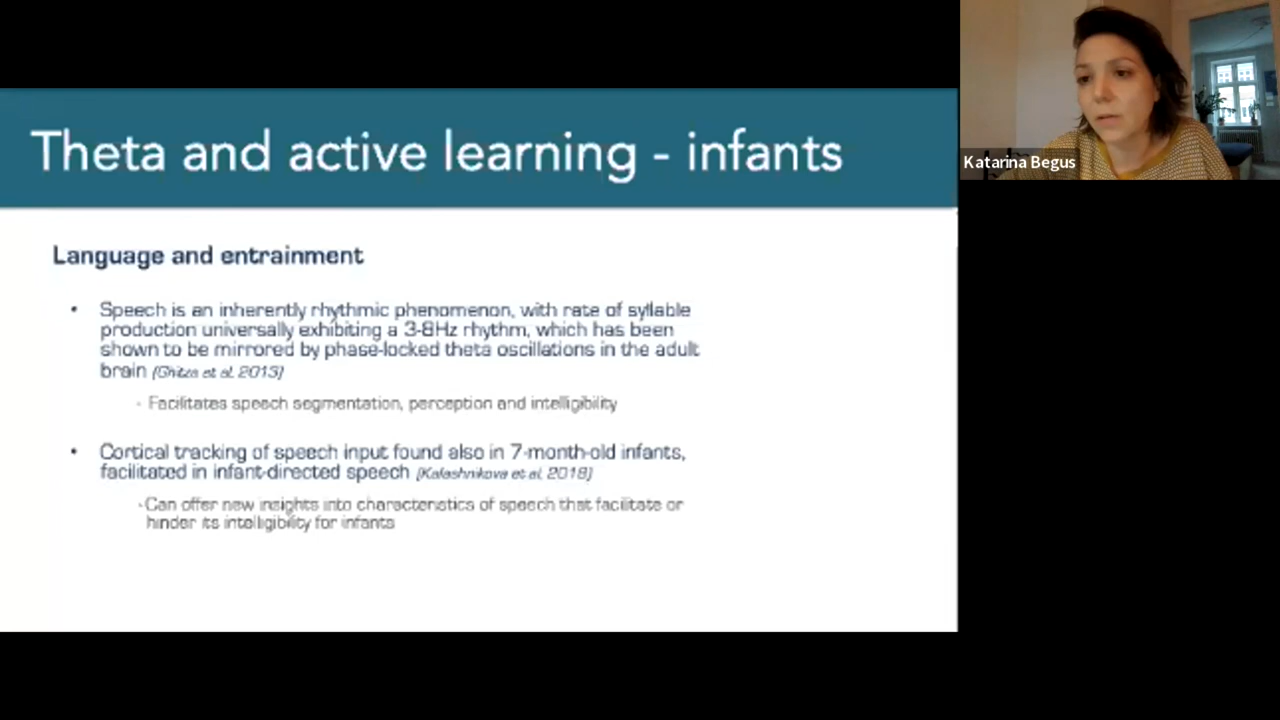 Theta and active learning - infants
Katarina Begus
Language and entrainment
• Speech is an inherently rhythmic phenomenon, with rate of syllable
production universally exhibiting a 3-8Hz rhythm, which has been
shown to be mirrored by phase-locked theta oscillations in the adult
brain (Ghitza et al. 2013)
- Facilitates speech segmentation, perception and intelligibility
• Cortical tracking of speech input found also in 7-month-old infants,
facilitated in infant-directed speech (Kalashnikova et al. 2018)
-Can offer new insights into characteristics of speech that facilitate or
hinder its intelligibility for infants